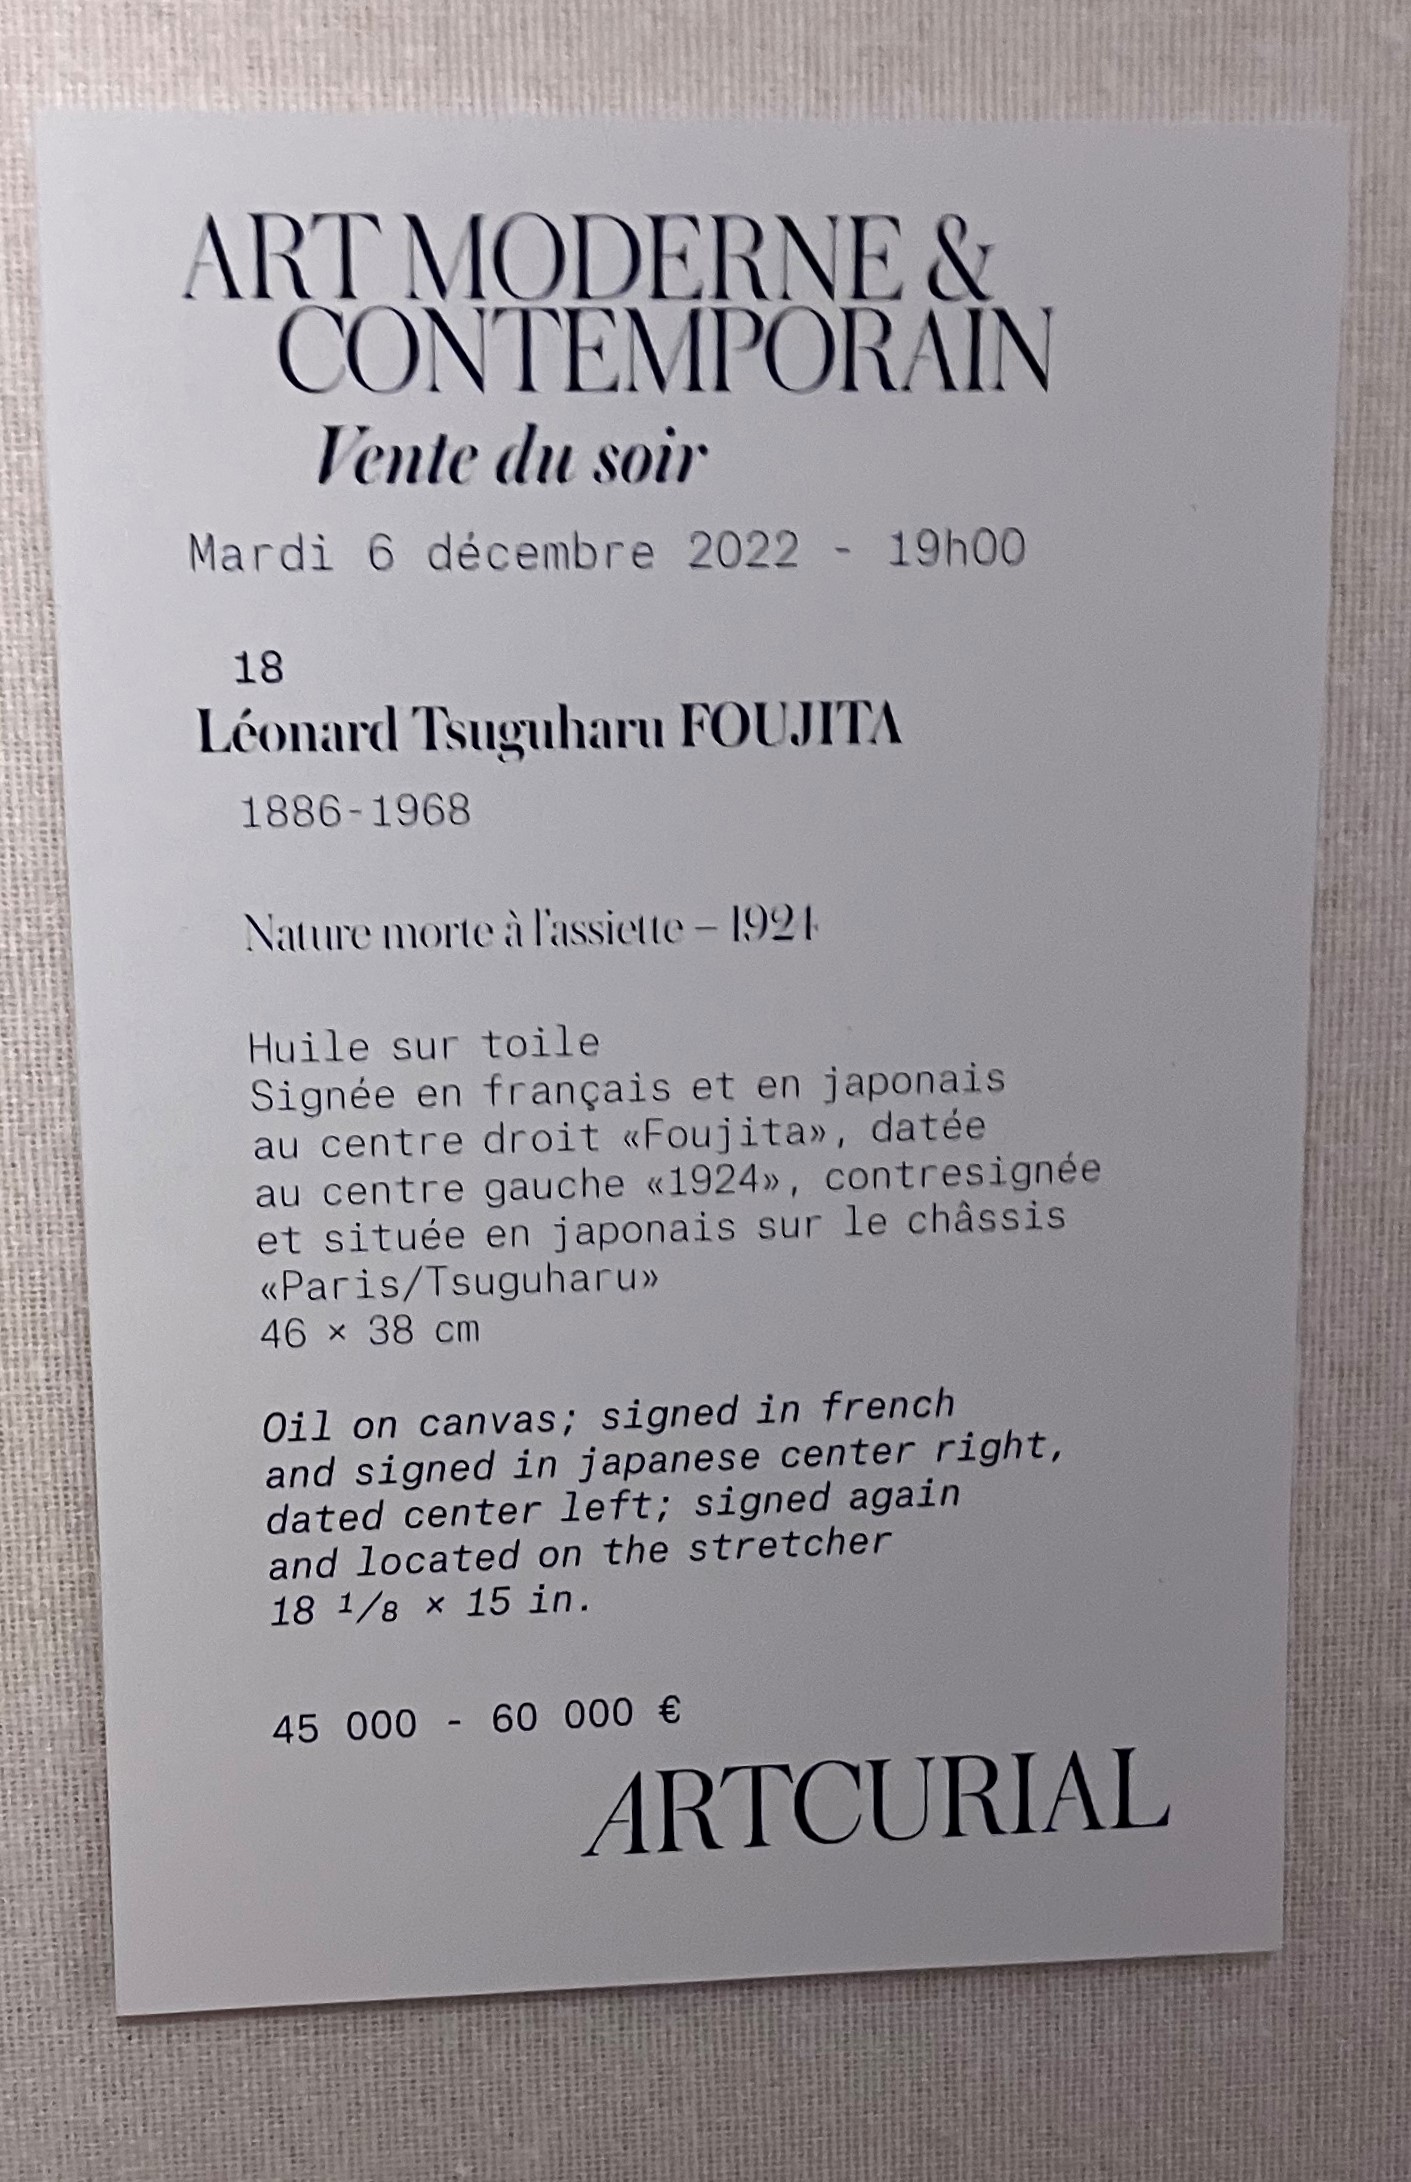 ART MODERNE &
CONTEMPORAIN
Vente du soir
Mardi 6 décembre 2022 - 19h00
18
Léonard Tsuguharu FOUJITA
1886-1968
Nature morte à l'assiette – 1924
Huile sur toile
Signée en français et en japonais
au centre droit «Foujita», datée
au centre gauche «1924», contresignée
et située en japonais sur le châssis
«Paris/Tsuguharu»
46 × 38 cm
Oil on canvas; signed in french
and signed in japanese center right,
dated center left; signed again
and located on the stretcher
18 1/8 × 15 in.
45 000 - 60 000 €
ARTCURIAL